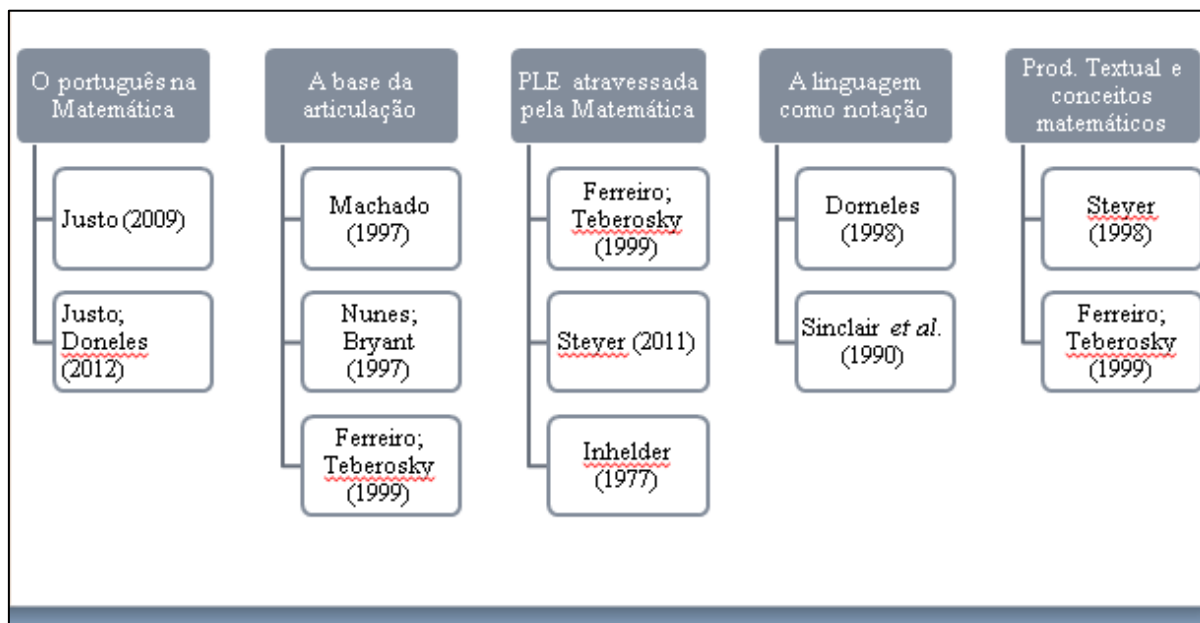 O português na
Matemática
Justo (2009)
Justo;
Doneles
(2012)
A base da
articulação
Machado
(1997)
Nunes;
Bryant
(1997)
Ferreiro;
Teberosky
(1999)
PLE atravessada
pela Matemática
Ferreiro;
Teberosky
(1999)
Steyer (2011)
Inhelder
(1977)
A linguagem
como notação
Dorneles
(1998)
Sinclair et al.
(1990)
Prod. Textual e
conceitos
matemáticos
Steyer
(1998)
Ferreiro;
Teberosky
(1999)